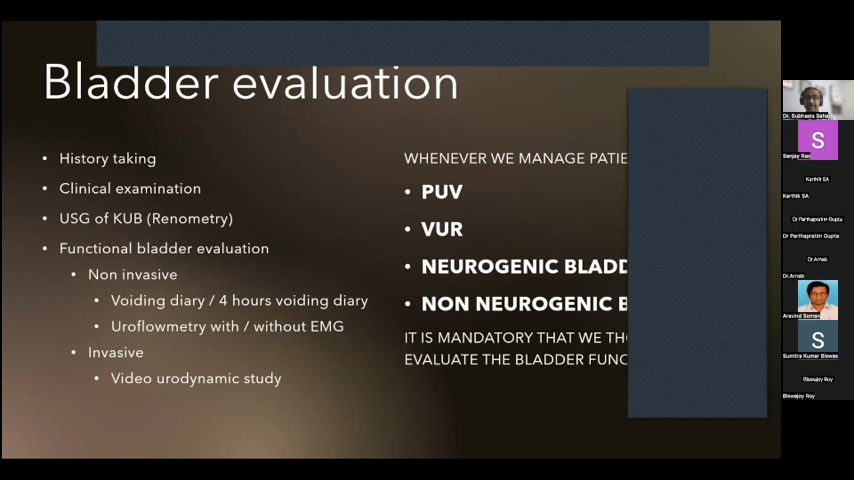 Bladder evaluation
• History taking
• Clinical examination
• USG of KUB (Renometry)
• Functional bladder evaluation
• Non invasive
• Voiding diary / 4 hours voiding diary
• Uroflowmetry with / without EMG
• Invasive
• Video urodynamic study
WHENEVER WE MANAGE PATIE
• PUV
• VUR
• NEUROGENIC BLADD
• NON NEUROGENIC B
IT IS MANDATORY THAT WE TH
EVALUATE THE BLADDER FUNC
Dr. Subhasis Saha
S
Sanjay Rao
Karthik SA
Karthik SA
Dr Parthapratim Gupta
Dr Parthapratim Gupta
Dr.Arnab
Dr.Arnab
Aravind Soman
S
Sumitra Kumar Biswas
Biswajoy Roy
Biswajoy Roy